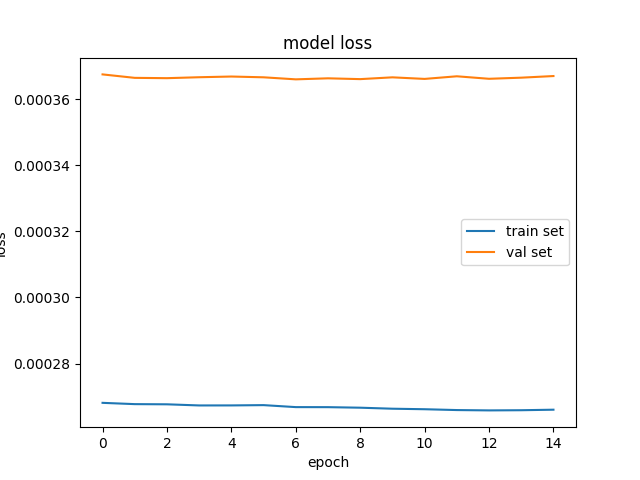 model loss
0.00036
0.00034
0.00032
0.00030
0.00028
loss
train set
val set
0 2 4 6 8 10 12 14
epoch